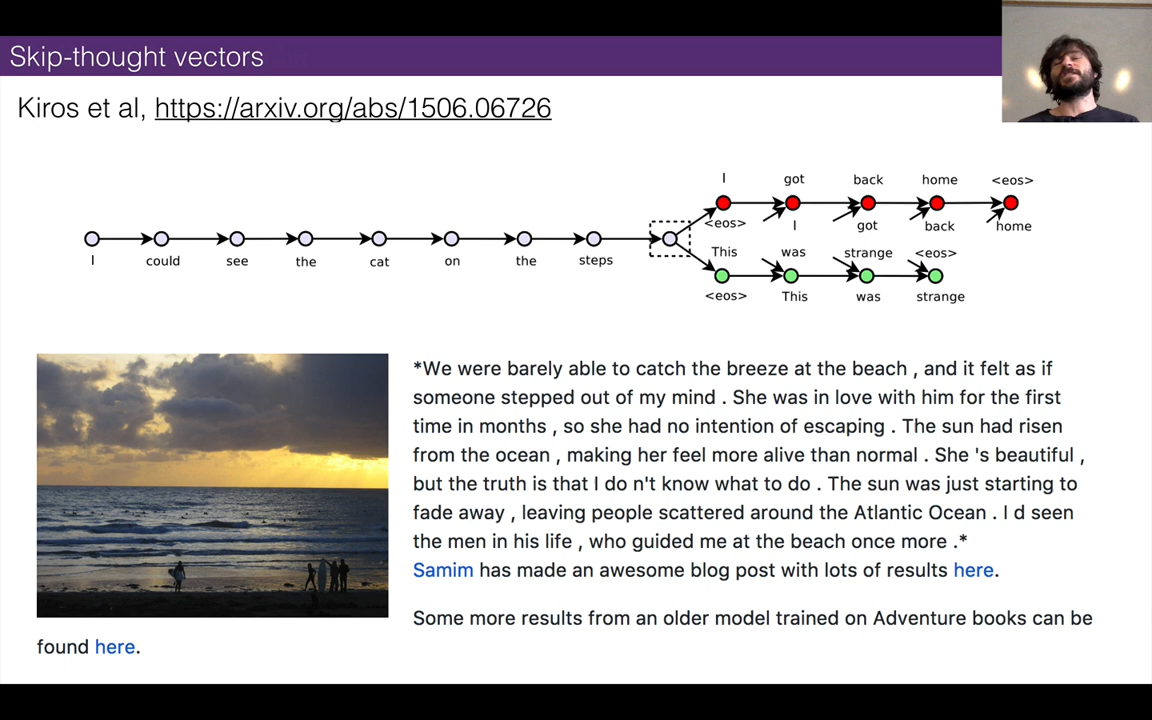 Skip-thought vectors
Kiros et al, https://arxiv.org/abs/1506.06726
I got back home <eos>
<eos> I got back home
I could see the cat on the steps
This was strange <eos>
<eos> This was strange
*We were barely able to catch the breeze at the beach , and it felt as if
someone stepped out of my mind . She was in love with him for the first
time in months , so she had no intention of escaping . The sun had risen
from the ocean , making her feel more alive than normal . She 's beautiful ,
but the truth is that I do n't know what to do . The sun was just starting to
fade away , leaving people scattered around the Atlantic Ocean . I d seen
the men in his life , who guided me at the beach once more .*
Samim has made an awesome blog post with lots of results here.
Some more results from an older model trained on Adventure books can be
found here.